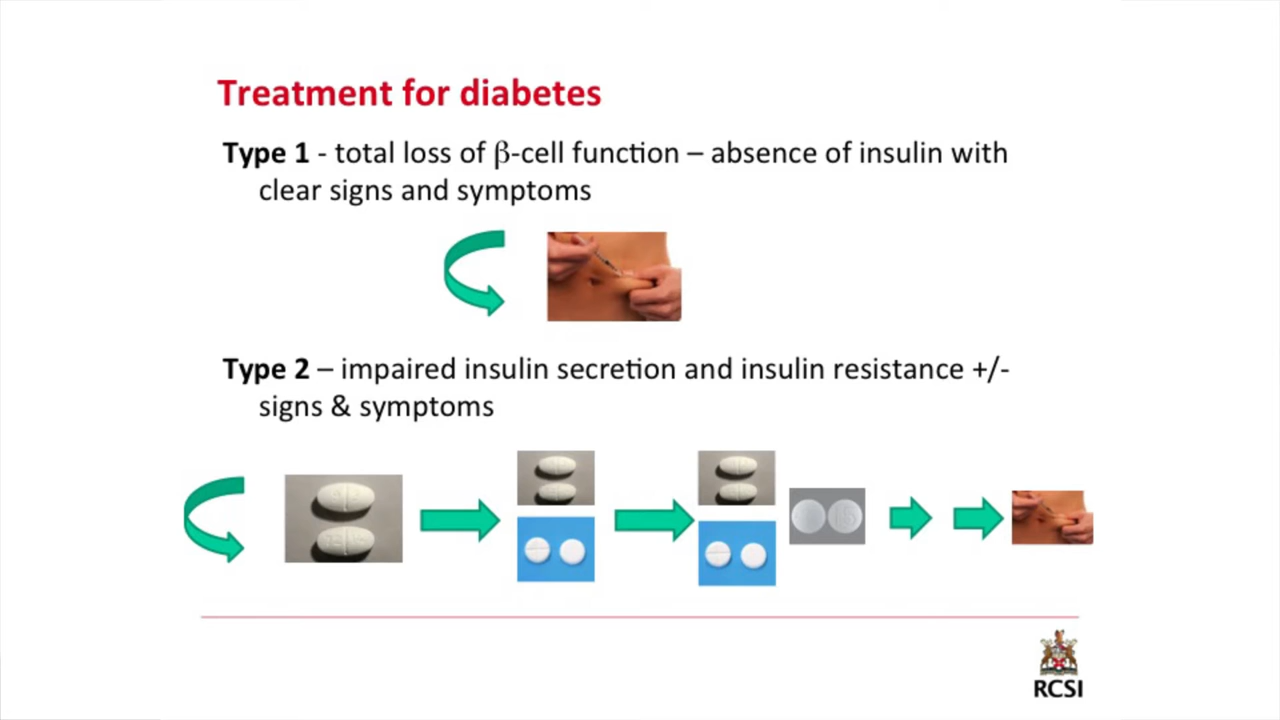 Treatment for diabetes
Type 1 - total loss of β-cell function – absence of insulin with
clear signs and symptoms
Type 2 – impaired insulin secretion and insulin resistance +/-
signs & symptoms
RCSI